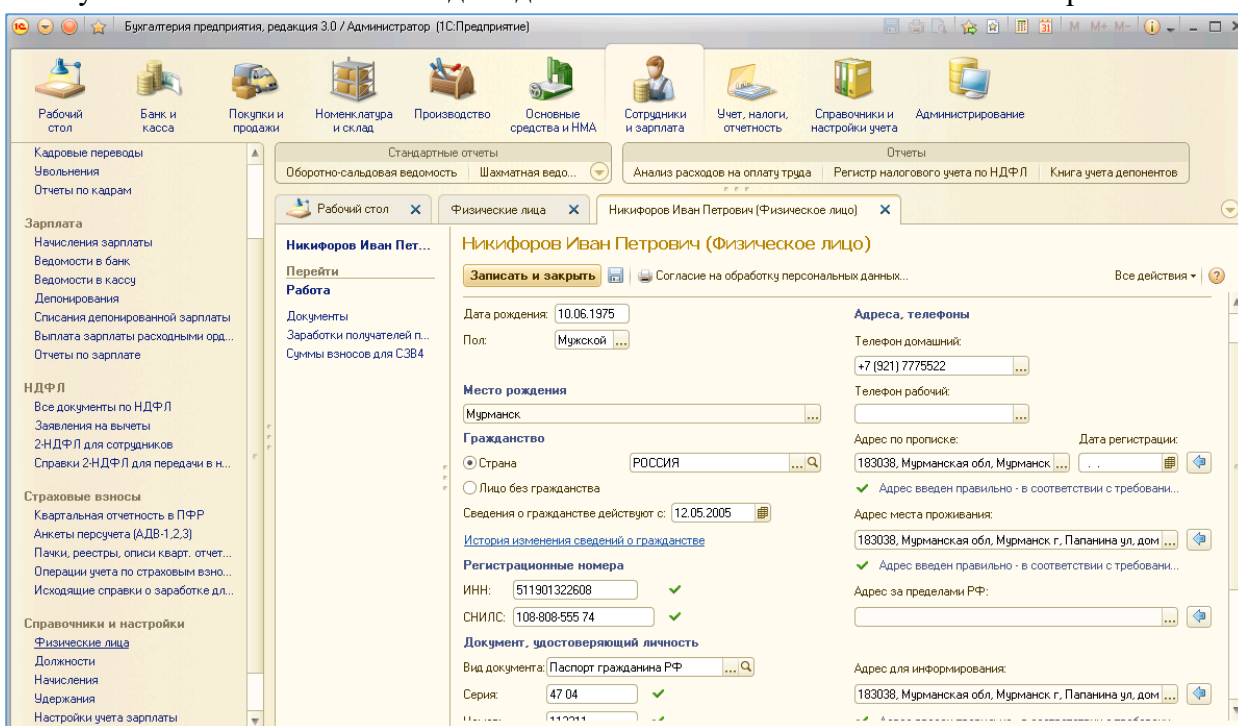 Бухгалтерия предприятия, редакция 3.0 / Администратор (1С:Предприятие)
M M+ M-
Рабочий стол
Банк и касса
Покупки и продажи
Номенклатура и склад
Производство
Основные средства и НМА
Сотрудники и зарплата
Учет, налоги, отчетность
Справочники и настройки учета
Администрирование
Кадровые переводы
Увольнения
Отчеты по кадрам
Зарплата
Начисления зарплаты
Ведомости в банк
Ведомости в кассу
Депонирования
Списания депонированной зарплаты
Выплата зарплаты расходными орд...
Отчеты по зарплате
НДФЛ
Все документы по НДФЛ
Заявления на вычеты
2-НДФЛ для сотрудников
Справки 2-НДФЛ для передачи в н...
Страховые взносы
Квартальная отчетность в ПФР
Анкеты персучета (АДВ-1,2,3)
Пачки, реестры, описи кварт. отчет...
Операции учета по страховым взно...
Исходящие справки о заработке дл...
Справочники и настройки
Физические лица
Должности
Начисления
Удержания
Настройки учета зарплаты
Стандартные отчеты
Оборотно-сальдовая ведомость Шахматная ведо...
Отчеты
Анализ расходов на оплату труда Регистр налогового учета по НДФЛ Книга учета депонентов
Рабочий стол Физические лица Никифоров Иван Петрович (Физическое лицо)
Никифоров Иван Пет...
Перейти
Работа
Документы
Заработки получателей п...
Суммы взносов для СЗВ4
Никифоров Иван Петрович (Физическое лицо)
Записать и закрыть Согласие на обработку персональных данных... Все действия
Дата рождения: 10.06.1975
Пол: Мужской ...
Место рождения
Мурманск ...
Гражданство
Страна РОССИЯ ...
Лицо без гражданства
Сведения о гражданстве действуют с: 12.05.2005
История изменения сведений о гражданстве
Регистрационные номера
ИНН: 511901322608
СНИЛС: 108-808-555 74
Документ, удостоверяющий личность
Вид документа: Паспорт гражданина РФ ...
Серия: 47 04
Адреса, телефоны
Телефон домашний:
+7 (921) 7775522 ...
Телефон рабочий:
...
Адрес по прописке: Дата регистрации:
183038, Мурманская обл, Мурманск ... . .
Адрес введен правильно - в соответствии с требовани...
Адрес места проживания:
183038, Мурманская обл, Мурманск г, Папанина ул, дом ...
Адрес введен правильно - в соответствии с требовани...
Адрес за пределами РФ:
...
Адрес для информирования:
183038, Мурманская обл, Мурманск г, Папанина ул, дом ...